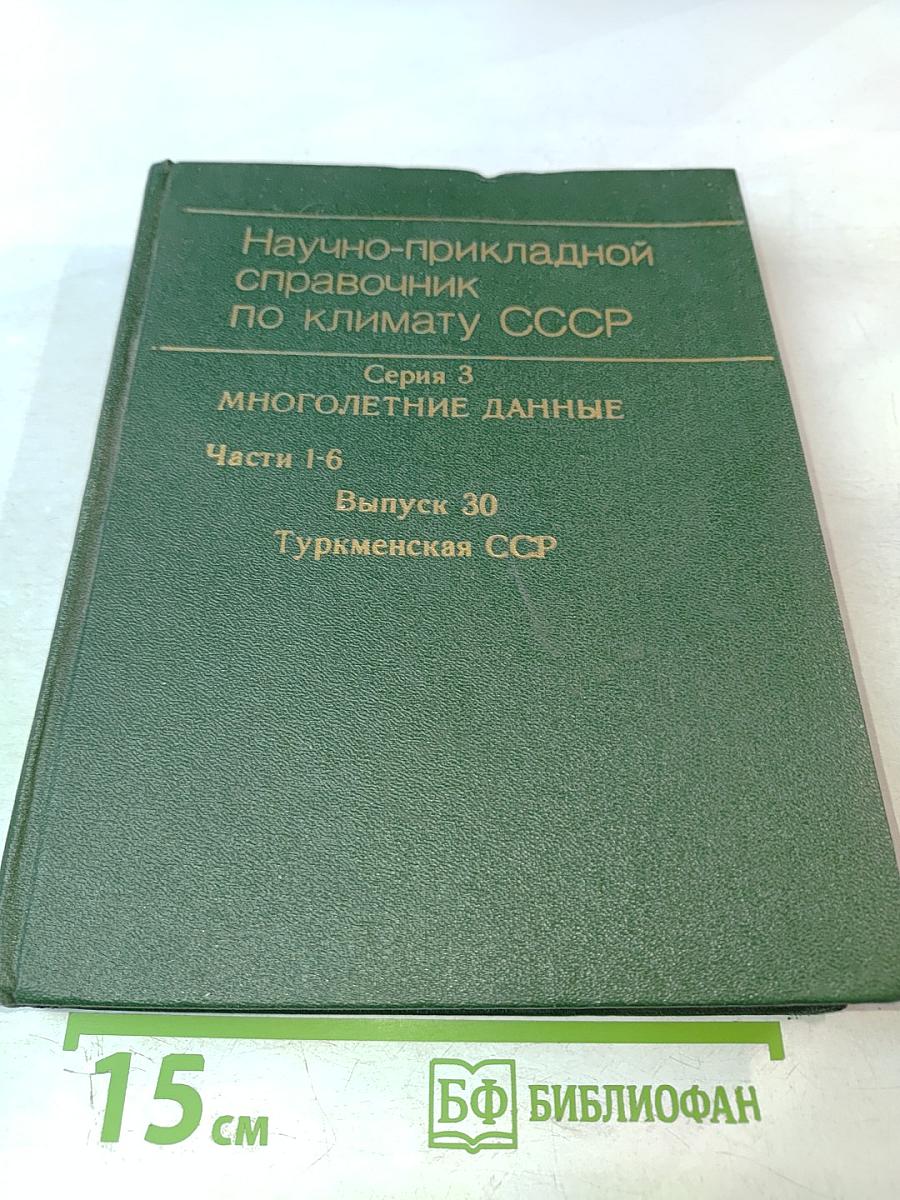 Научно-прикладной
справочник
по климату СССР
Серия 3
МНОГОЛЕТНИЕ ДАННЫЕ
Части 1-6
Выпуск 30
Туркменская ССР
15 см
БФ БИБЛИОФАН